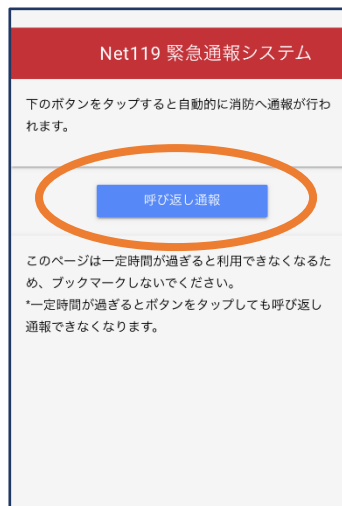 Net119 緊急通報システム
下のボタンをタップすると自動的に消防へ通報が行わ
れます。
呼び返し通報
このページは一定時間が過ぎると利用できなくなるた
め、ブックマークしないでください。
*一定時間が過ぎるとボタンをタップしても呼び返し
通報できなくなります。